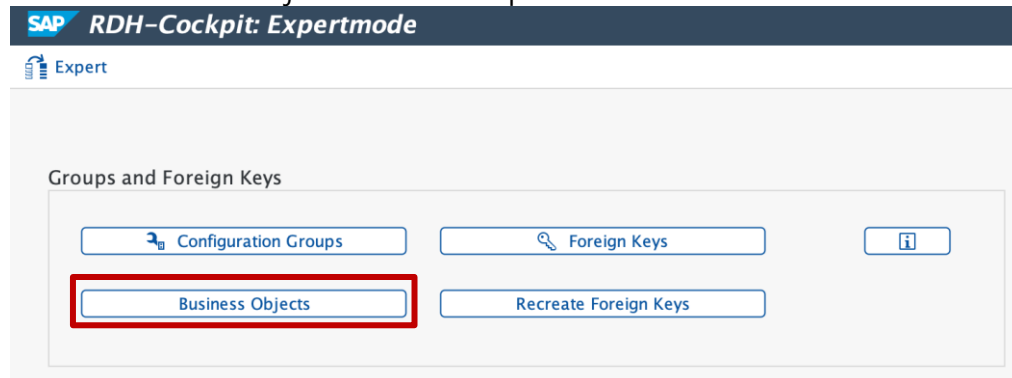 SAP RDH-Cockpit: Expertmode
Expert
Groups and Foreign Keys
Configuration Groups Foreign Keys i
Business Objects Recreate Foreign Keys